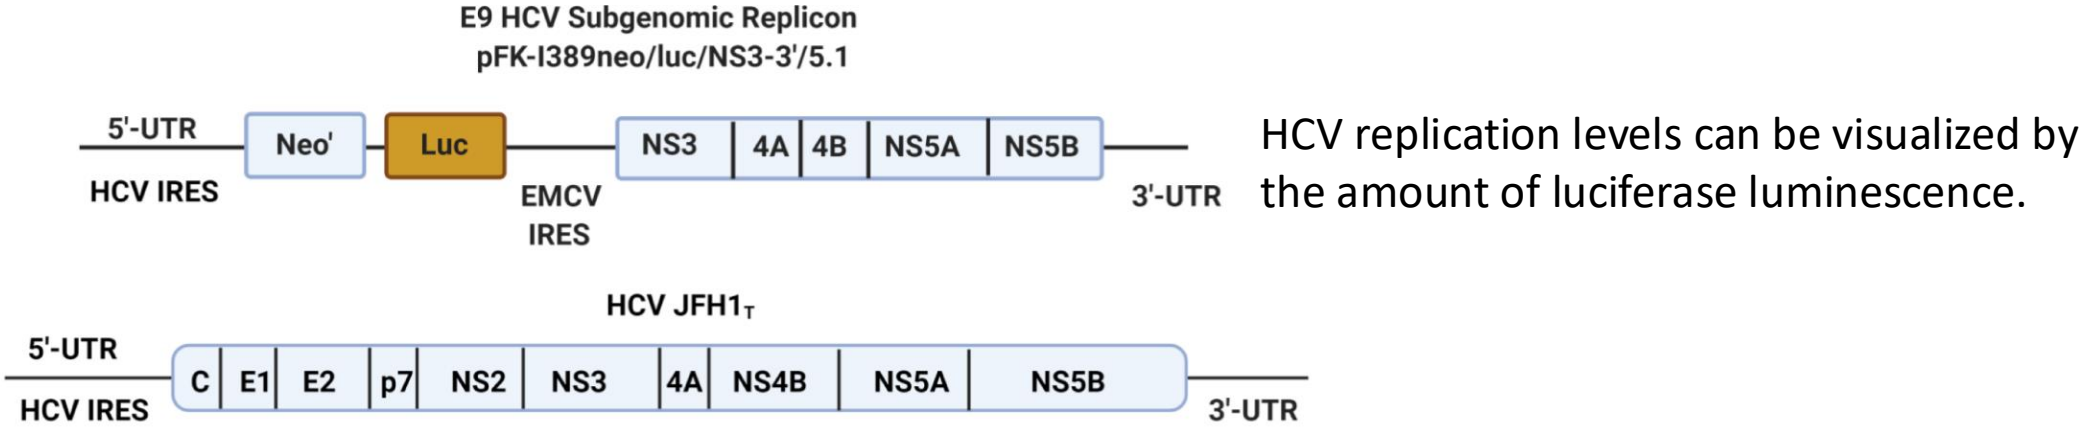 E9 HCV Subgenomic Replicon
pFK-I389neo/luc/NS3-3'/5.1
5'-UTR
HCV IRES
Neo'
Luc
EMCV
IRES
NS3
4A
4B
NS5A
NS5B
3'-UTR
HCV replication levels can be visualized by
the amount of luciferase luminescence.
HCV JFH1T
5'-UTR
HCV IRES
C
E1
E2
p7
NS2
NS3
4A
NS4B
NS5A
NS5B
3'-UTR